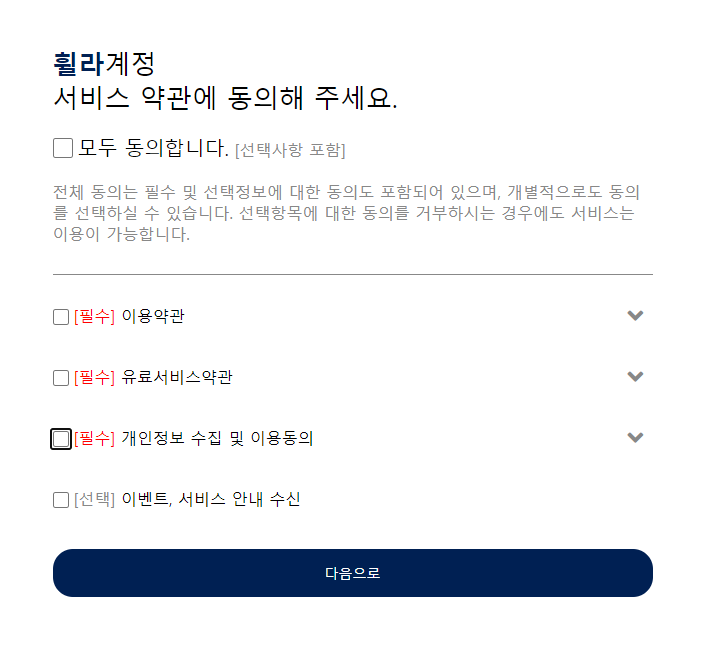 휠라계정
서비스 약관에 동의해 주세요.
모두 동의합니다. [선택사항 포함]
전체 동의는 필수 및 선택정보에 대한 동의도 포함되어 있으며, 개별적으로도 동의
를 선택하실 수 있습니다. 선택항목에 대한 동의를 거부하시는 경우에도 서비스는
이용이 가능합니다.
[필수] 이용약관
[필수] 유료서비스약관
[필수] 개인정보 수집 및 이용동의
[선택] 이벤트, 서비스 안내 수신
다음으로